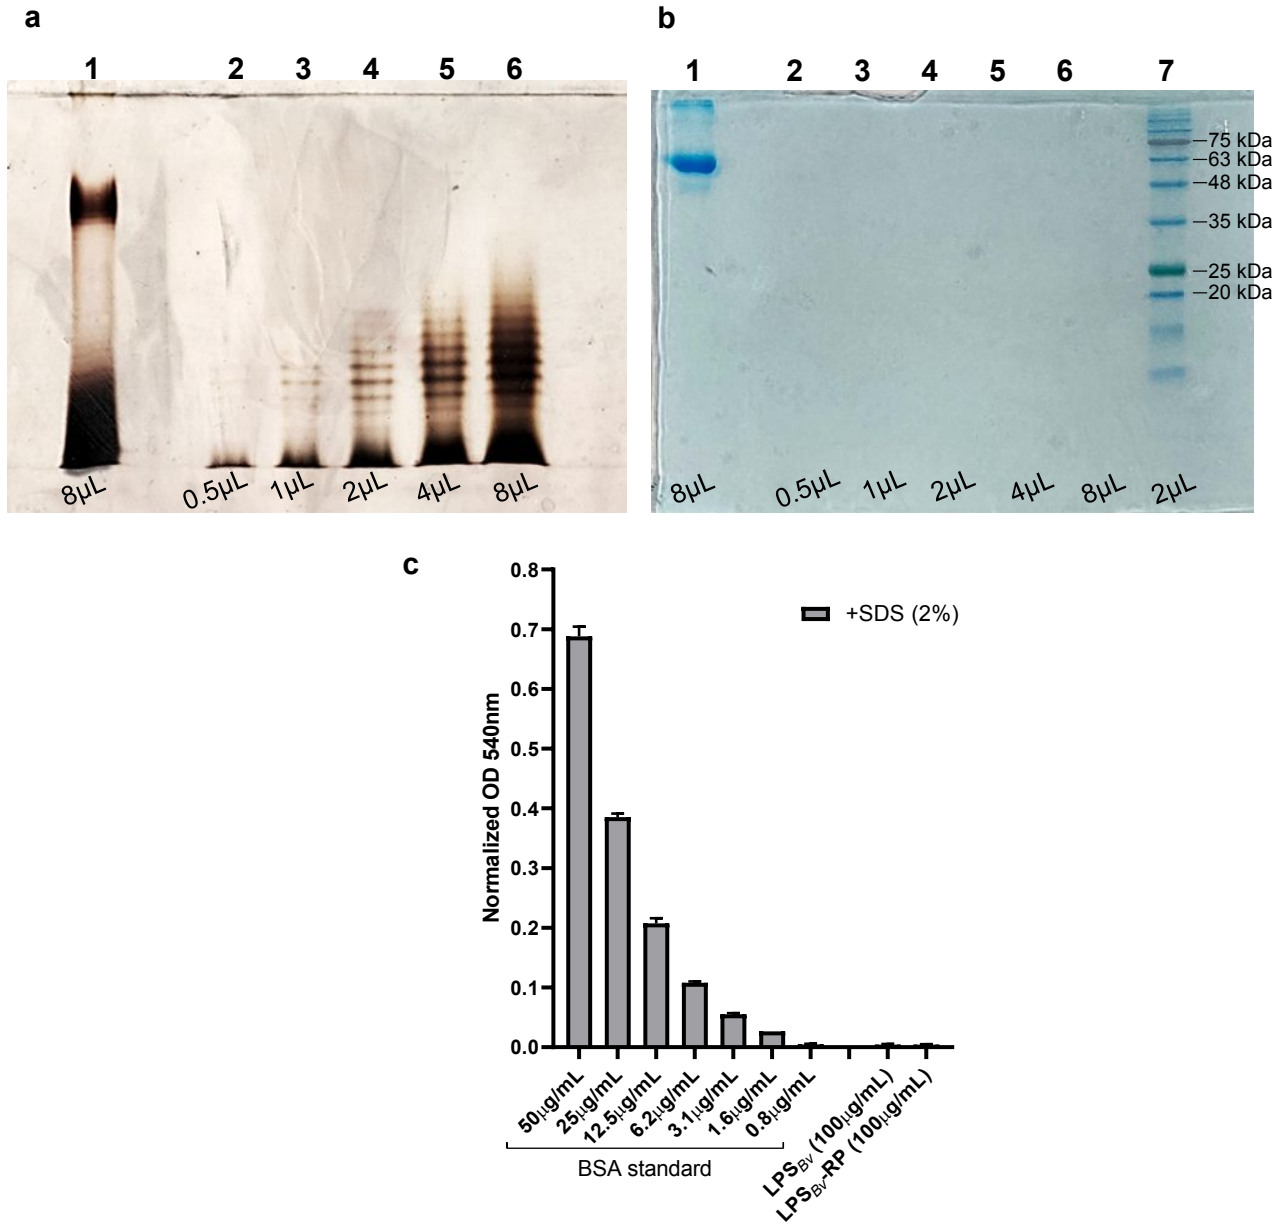 a
1 2 3 4 5 6
8µL 0.5µL 1µL 2µL 4µL 8µL
b
1 2 3 4 5 6 7
75 kDa
63 kDa
48 kDa
35 kDa
25 kDa
20 kDa
8µL 0.5µL 1µL 2µL 4µL 8µL 2µL
c
Normalized OD 540nm
0.8
0.7
0.6
0.5
0.4
0.3
0.2
0.1
0.0
+SDS (2%)
50µg/mL
25µg/mL
12.5µg/mL
6.2µg/mL
3.1µg/mL
1.6µg/mL
0.8µg/mL
LPSBv (100µg/mL)
LPSBv-RP (100µg/mL)
BSA standard